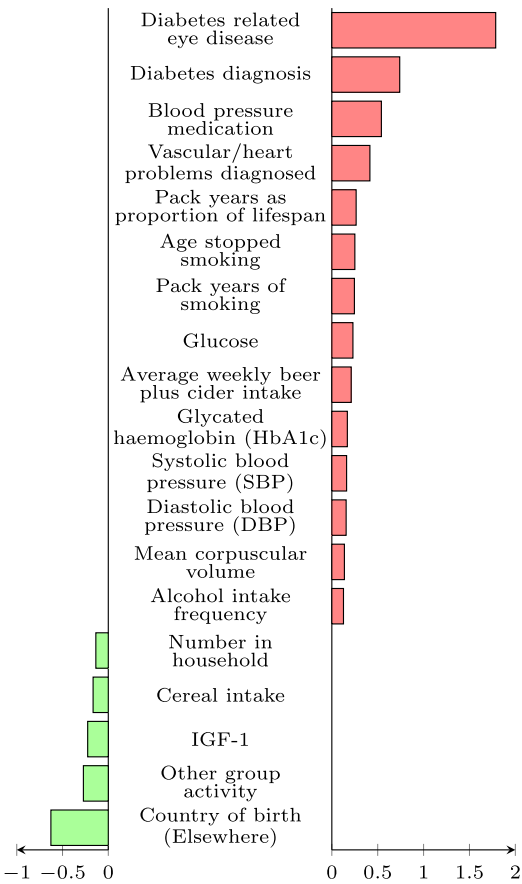 Diabetes related
eye disease
Diabetes diagnosis
Blood pressure
medication
Vascular/heart
problems diagnosed
Pack years as
proportion of lifespan
Age stopped
smoking
Pack years of
smoking
Glucose
Average weekly beer
plus cider intake
Glycated
haemoglobin (HbA1c)
Systolic blood
pressure (SBP)
Diastolic blood
pressure (DBP)
Mean corpuscular
volume
Alcohol intake
frequency
Number in
household
Cereal intake
IGF-1
Other group
activity
Country of birth
(Elsewhere)
−1 −0.5 0 0 0.5 1 1.5 2